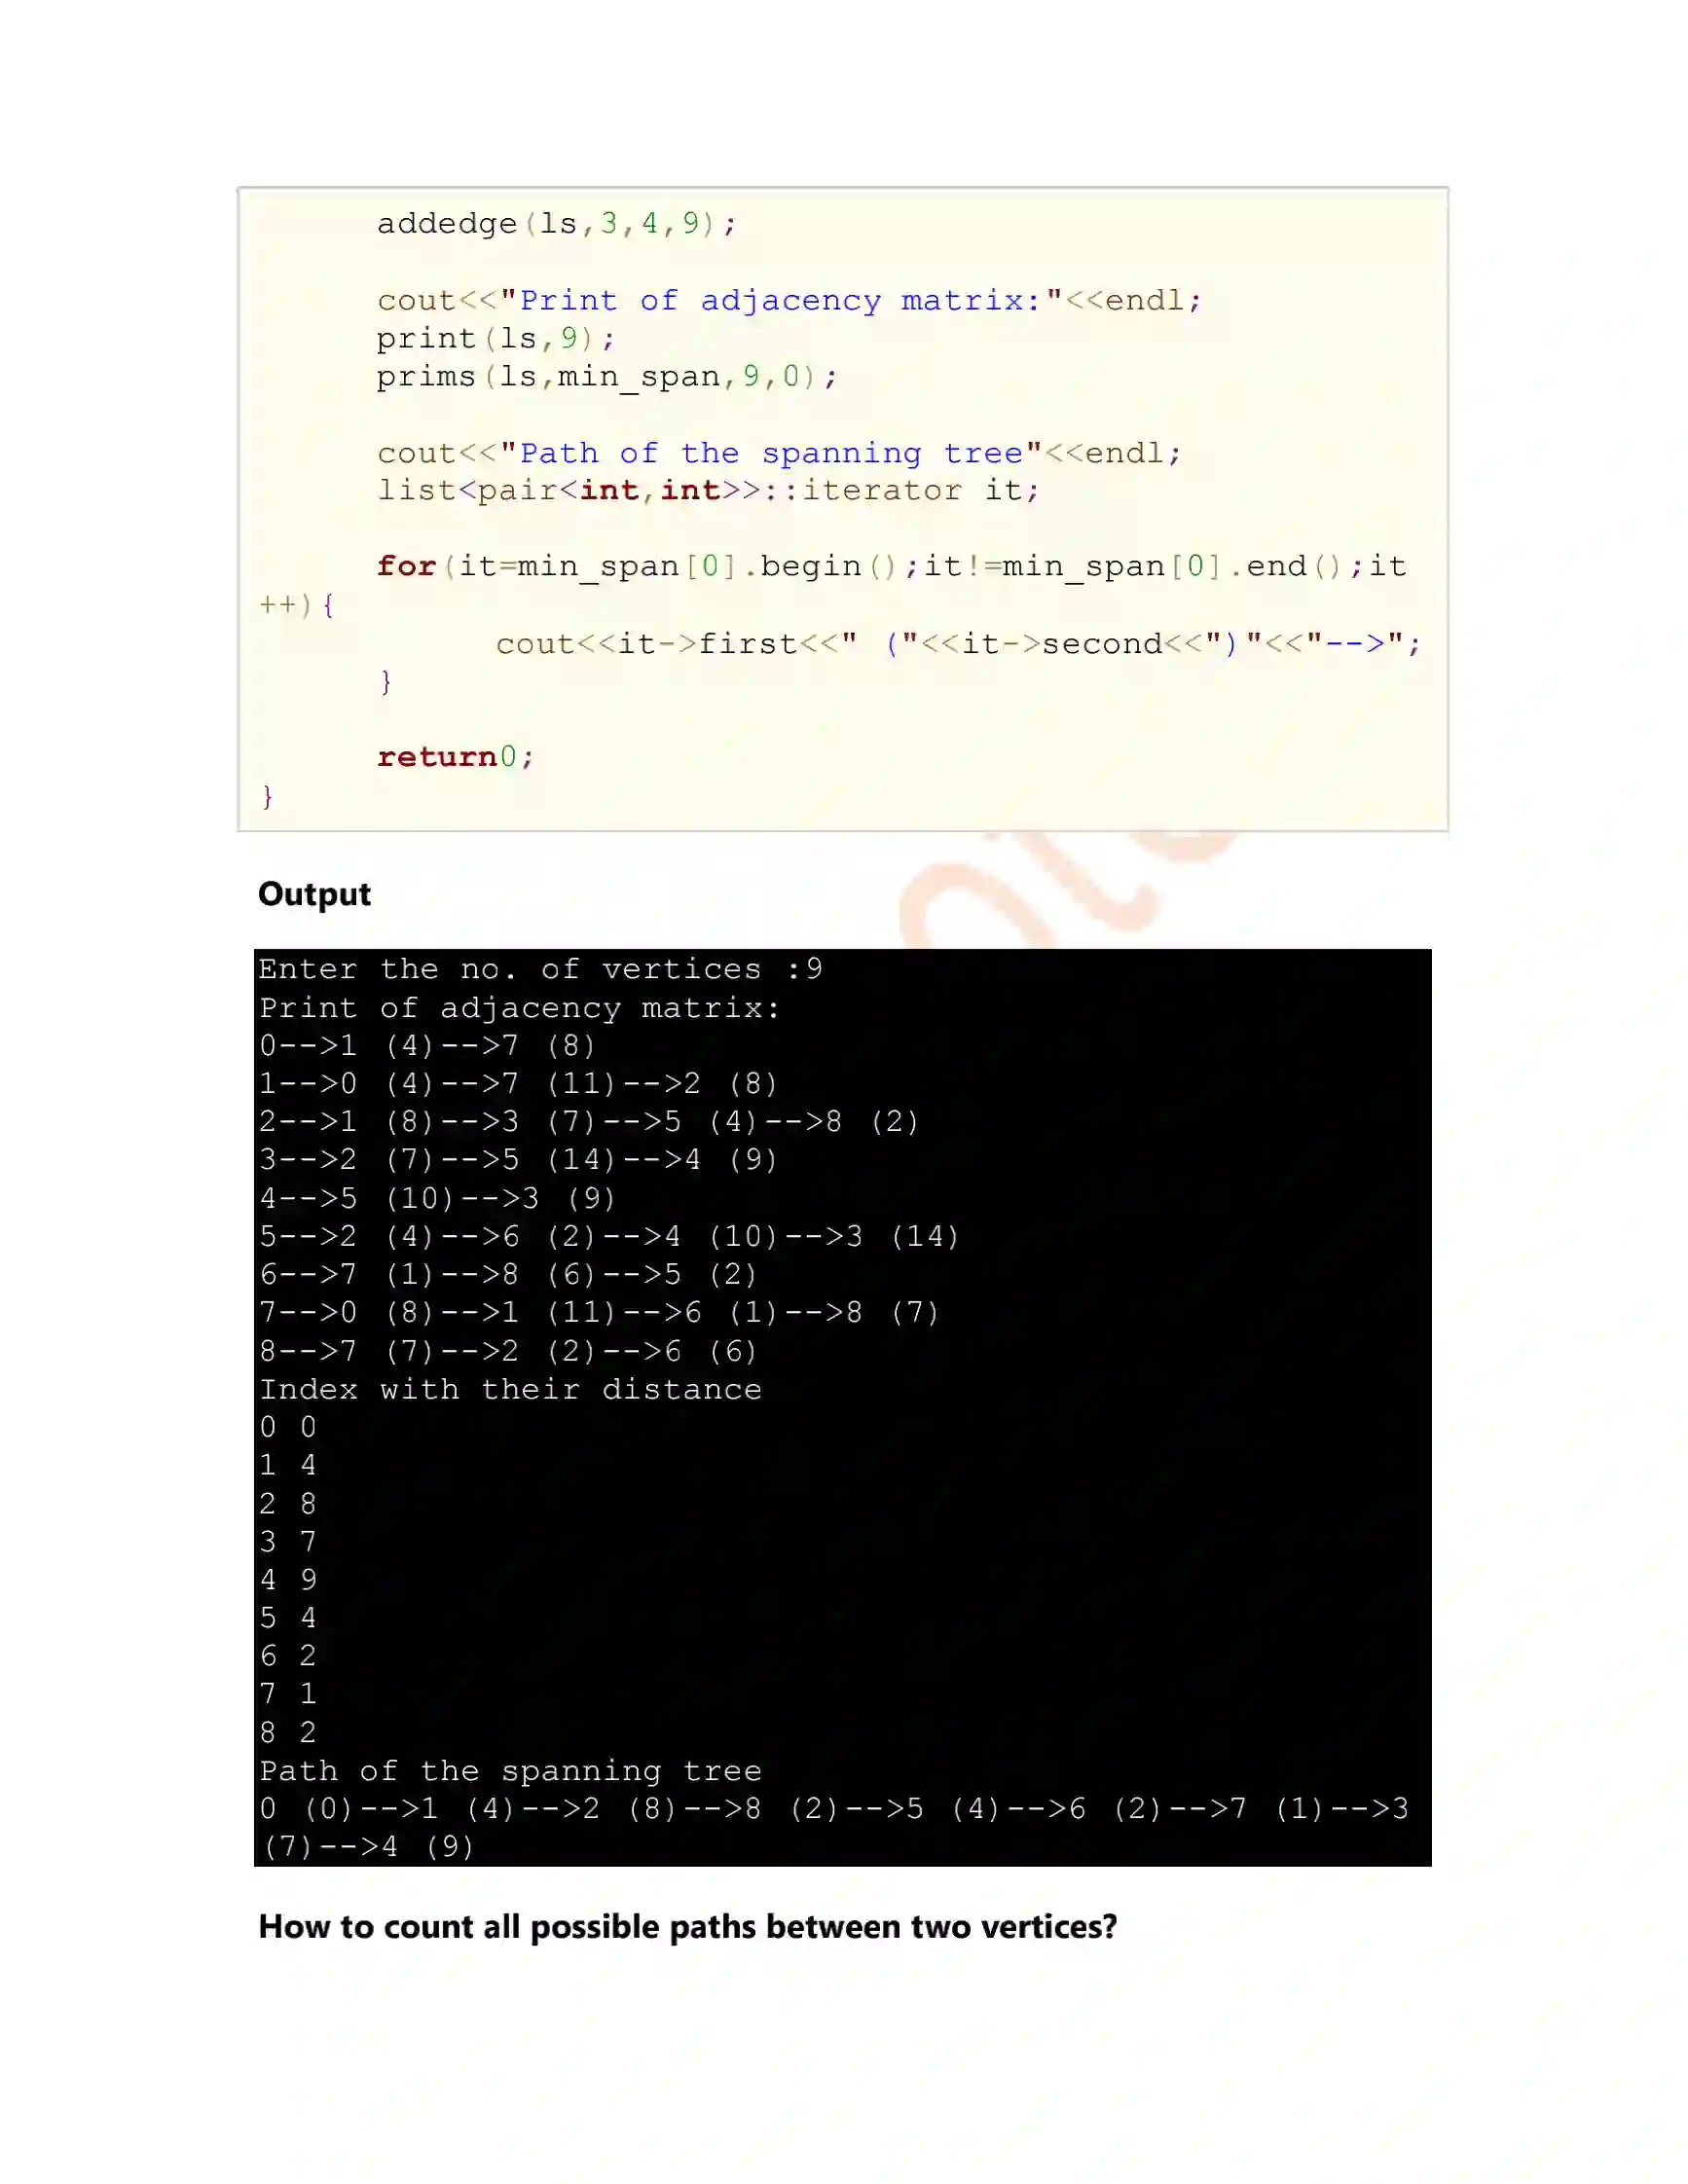 addedge(ls,3,4,9);
cout<<"Print of adjacency matrix:"<<endl;
print(ls,9);
prims(ls,min_span,9,0);
cout<<"Path of the spanning tree"<<endl;
list<pair<int,int>>::iterator it;
for(it=min_span[0].begin();it!=min_span[0].end();it
++){
cout<<it->first<<" ("<<it->second<<")"<<"-->";
}
return0;
}
Output
Enter the no. of vertices :9
Print of adjacency matrix:
0-->1 (4)-->7 (8)
1-->0 (4)-->7 (11)-->2 (8)
2-->1 (8)-->3 (7)-->5 (4)-->8 (2)
3-->2 (7)-->5 (14)-->4 (9)
4-->5 (10)-->3 (9)
5-->2 (4)-->6 (2)-->4 (10)-->3 (14)
6-->7 (1)-->8 (6)-->5 (2)
7-->0 (8)-->1 (11)-->6 (1)-->8 (7)
8-->7 (7)-->2 (2)-->6 (6)
Index with their distance
0 0
1 4
2 8
3 7
4 9
5 4
6 2
7 1
8 2
Path of the spanning tree
0 (0)-->1 (4)-->2 (8)-->8 (2)-->5 (4)-->6 (2)-->7 (1)-->3
(7)-->4 (9)
How to count all possible paths between two vertices?